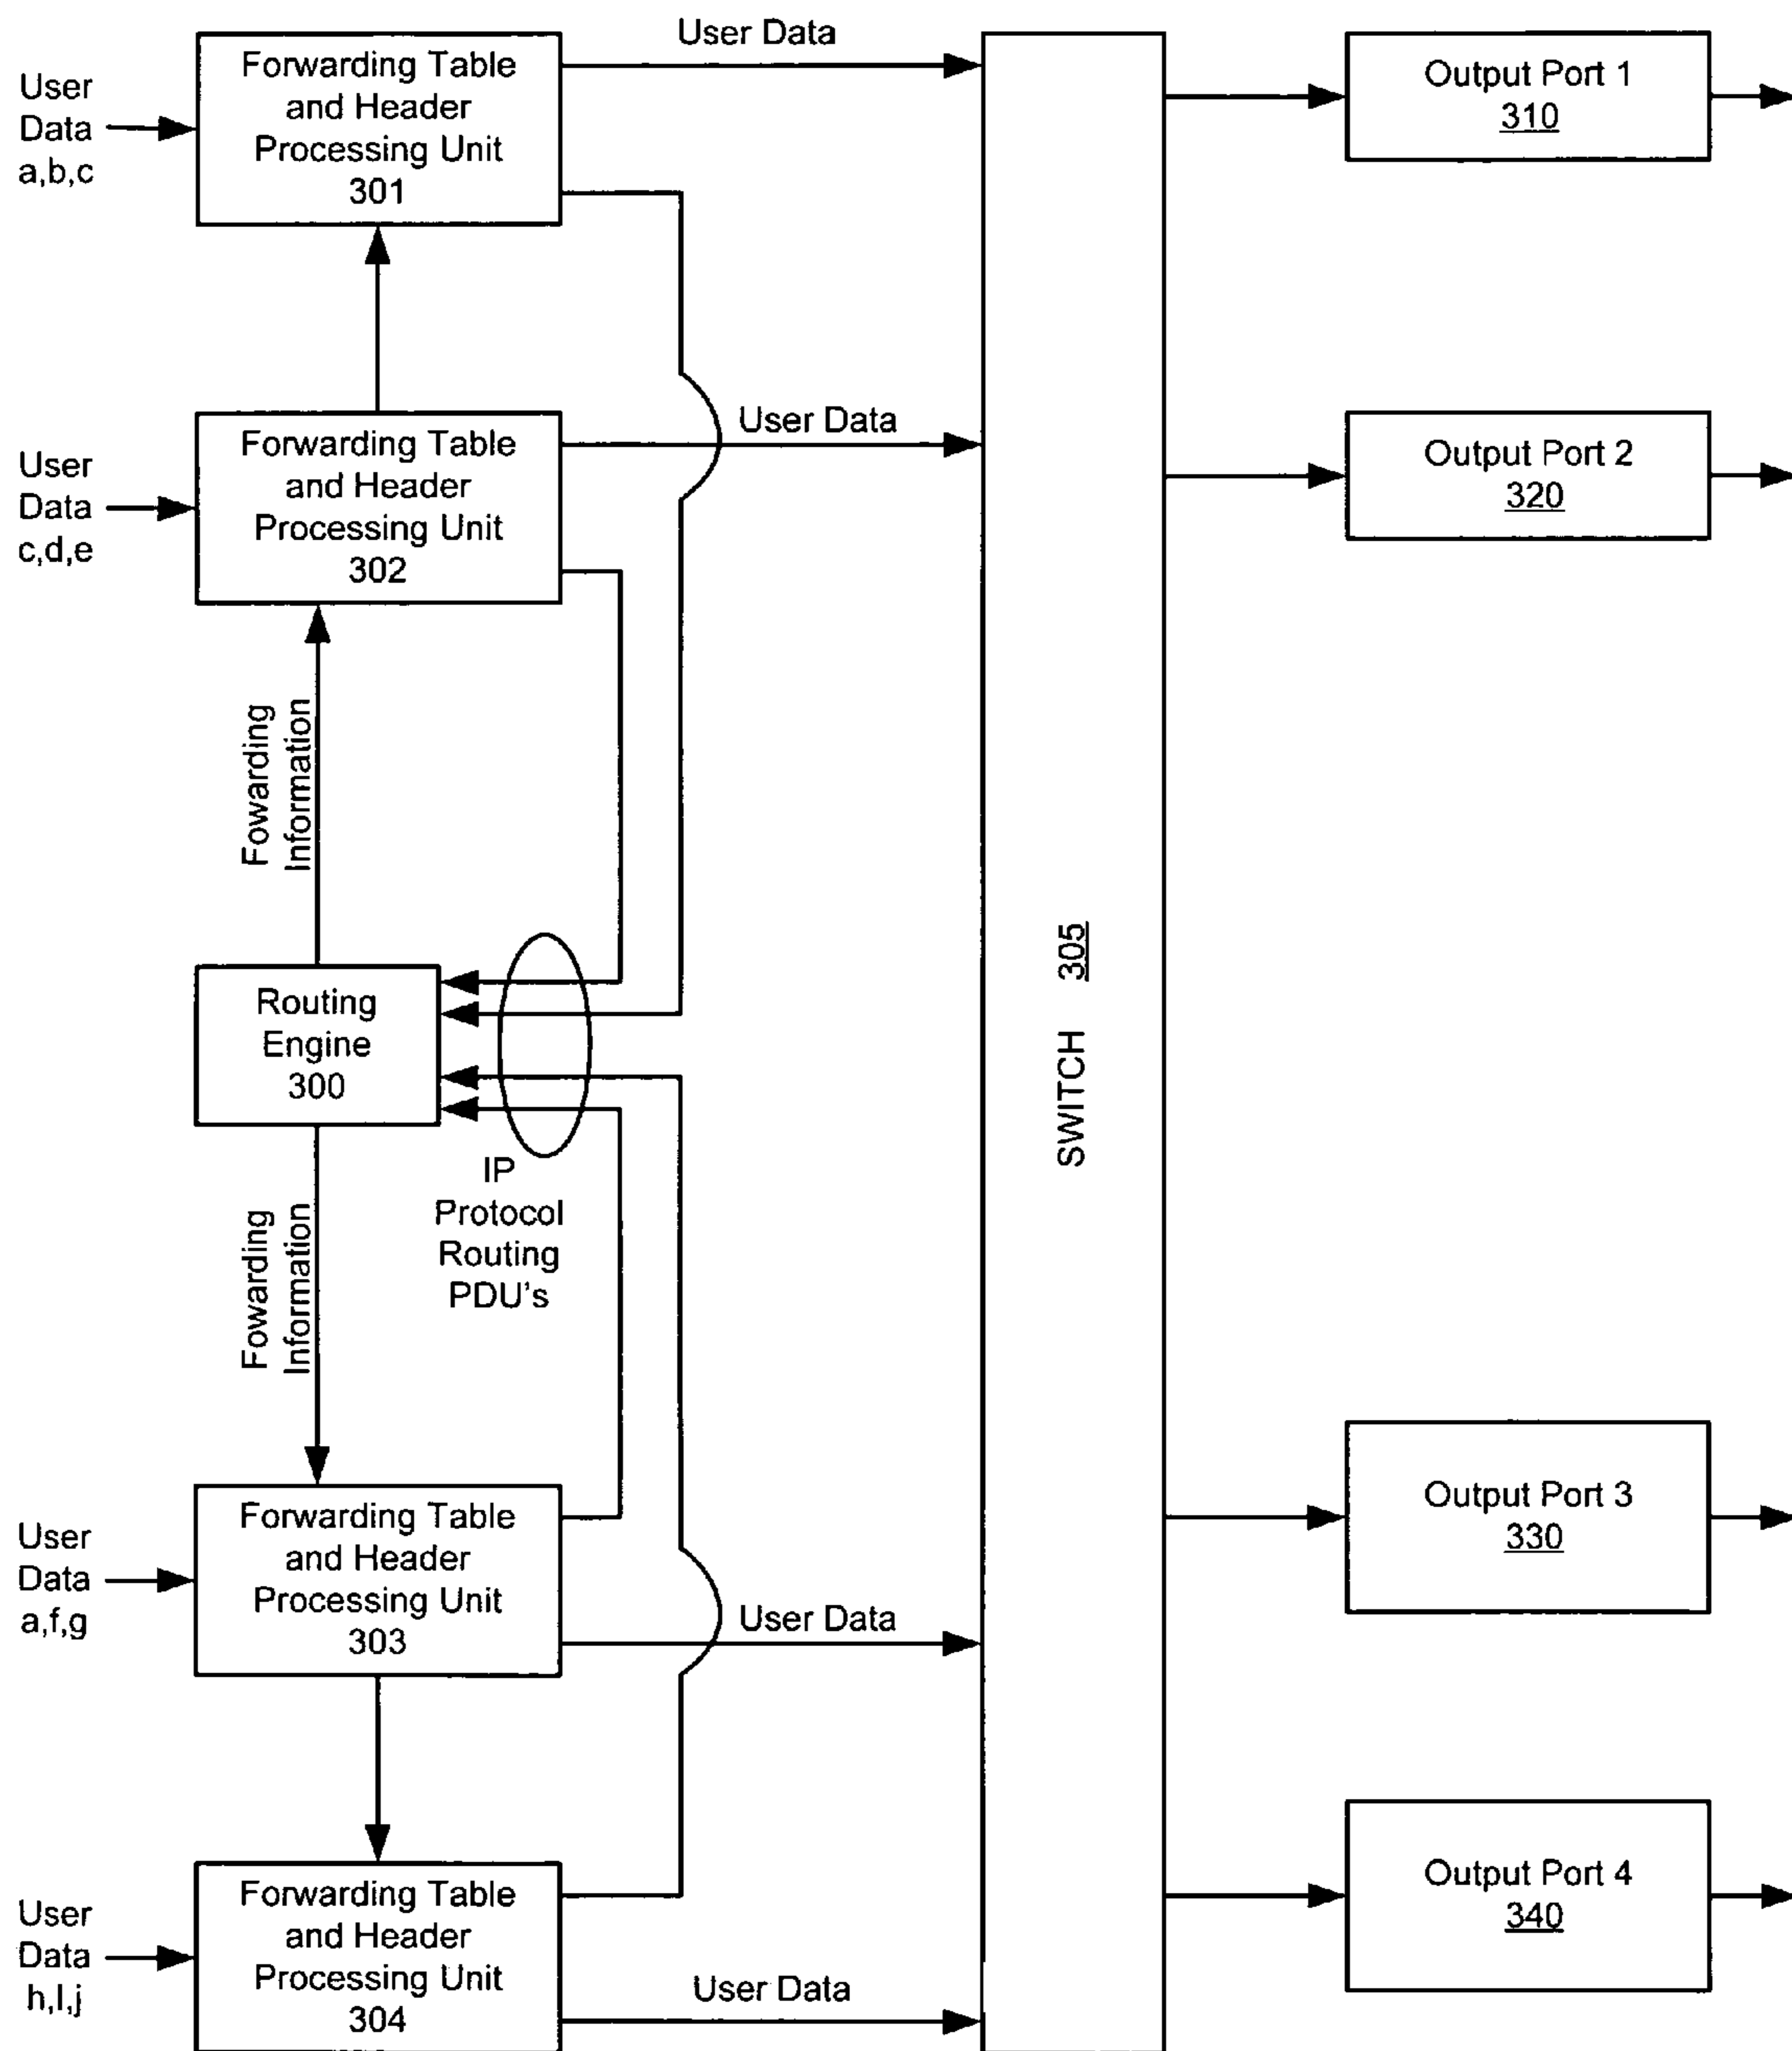 User Data
Forwarding Table
and Header
Processing Unit
301
User
Data
a,b,c
Output Port 1
310
User Data
Forwarding Table
and Header
Processing Unit
302
User
Data
c,d,e
Output Port 2
320
Fowarding
Information
Routing
Engine
300
SWITCH 305
IP
Protocol
Routing
PDU's
Fowarding
Information
Output Port 3
330
Forwarding Table
and Header
Processing Unit
303
User
Data
a,f,g
User Data
Output Port 4
340
Forwarding Table
and Header
Processing Unit
304
User
Data
h,I,j
User Data